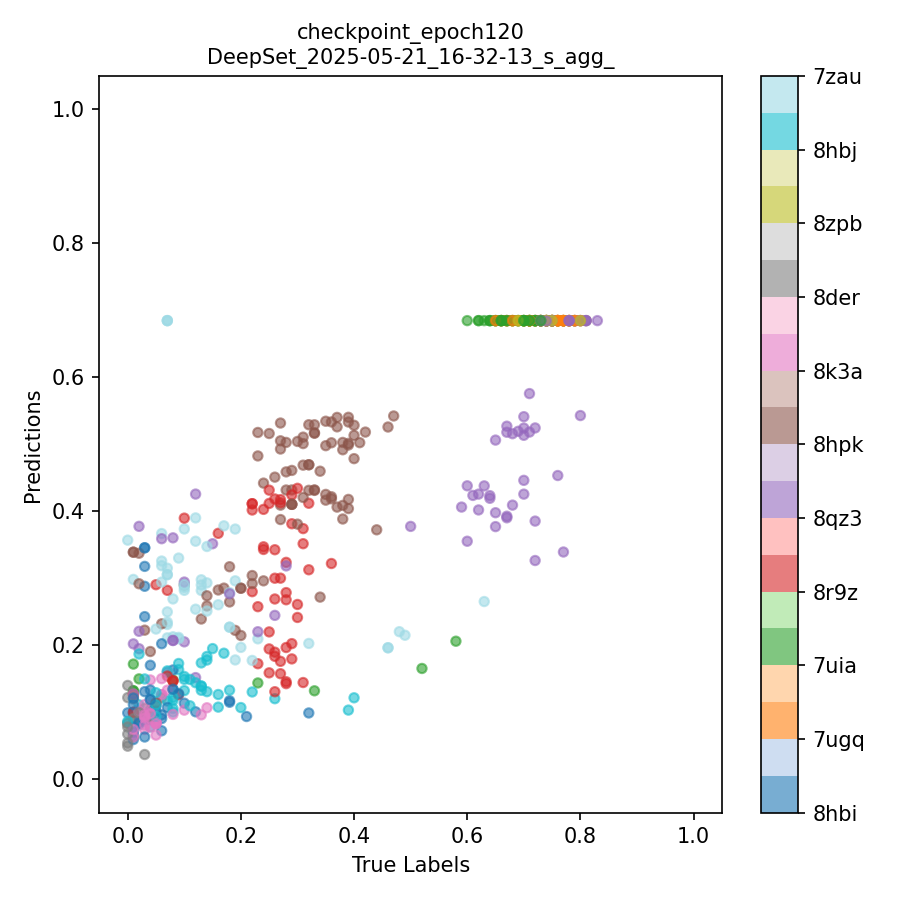 checkpoint_epoch120
DeepSet_2025-05-21_16-32-13_s_agg_
1.0
0.8
0.6
0.4
0.2
0.0
Predictions
0.0 0.2 0.4 0.6 0.8 1.0
True Labels
7zau
8hbj
8zpb
8der
8k3a
8hpk
8qz3
8r9z
7uia
7ugq
8hbi